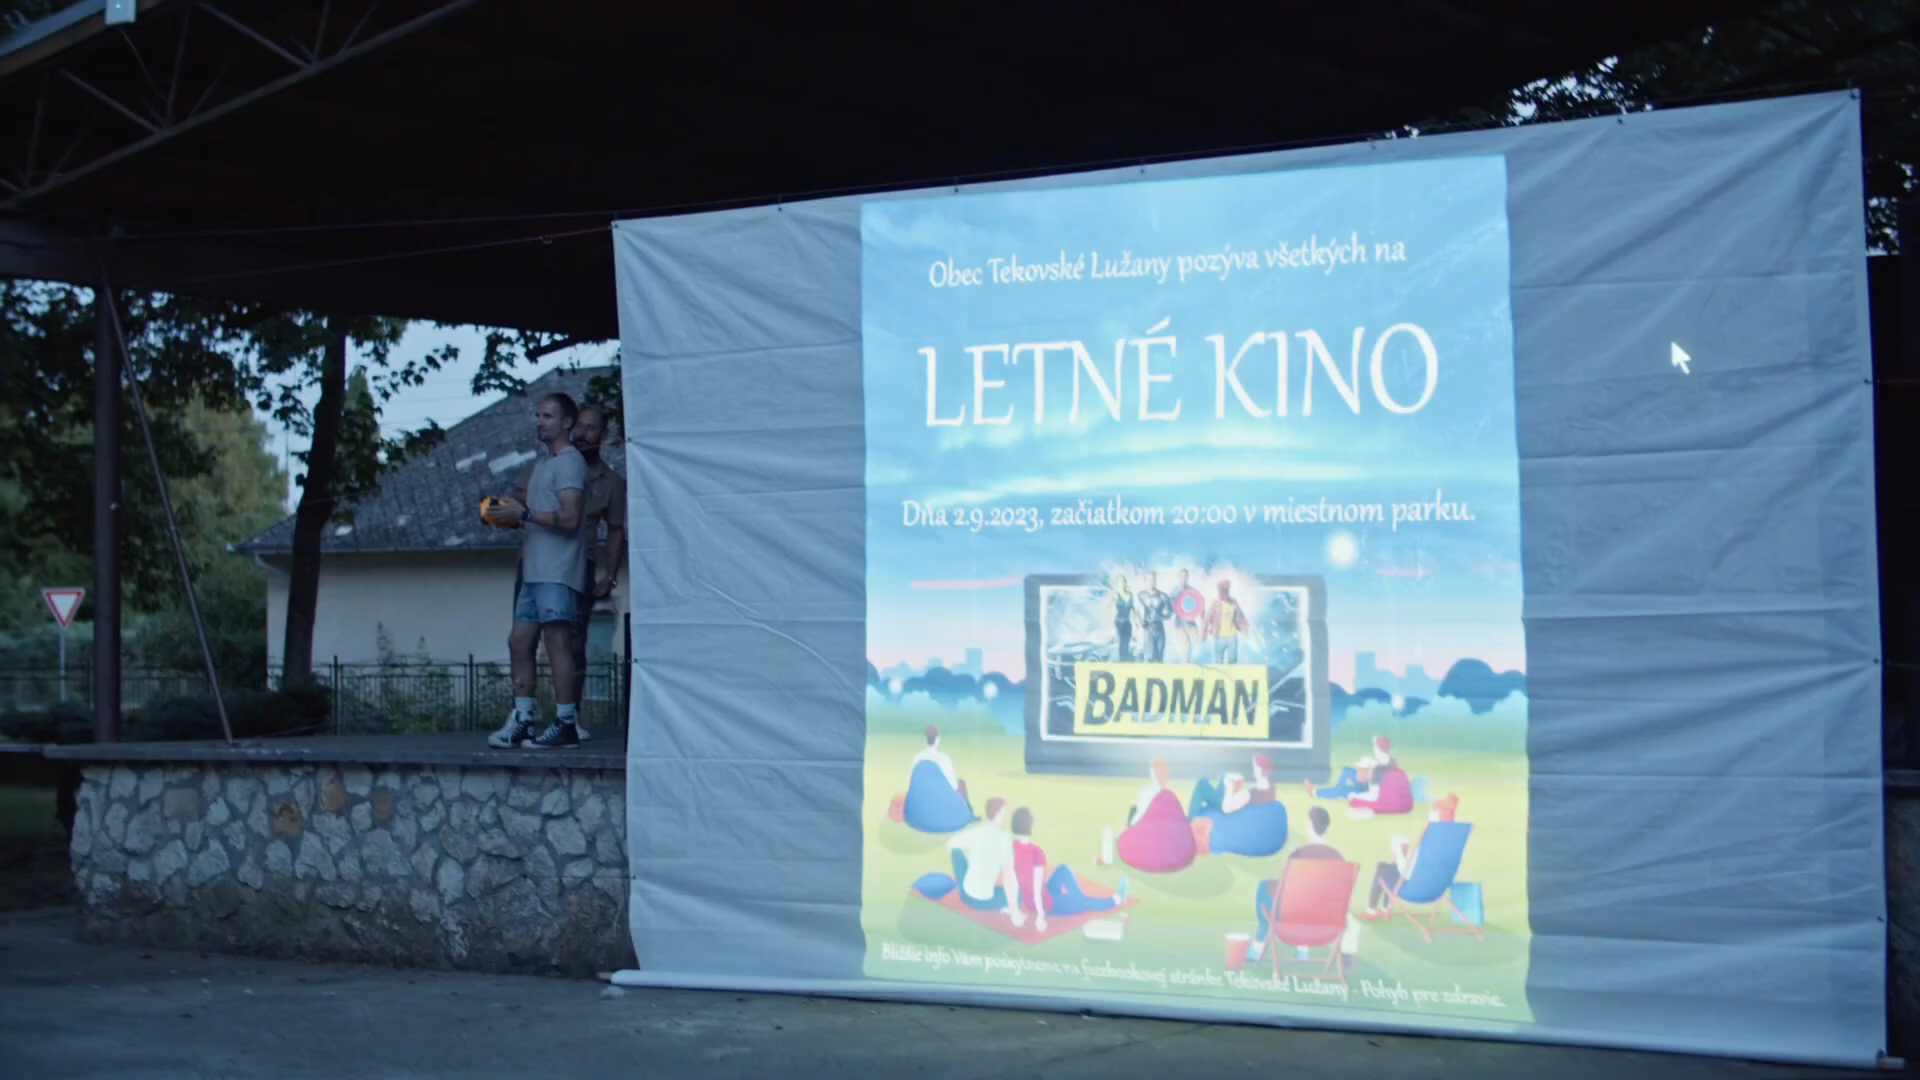 Obec Tekovské Lužany pozýva všetkých na
LETNÉ KINO
Dňa 2.9.2023, začiatkom 20:00 v miestnom parku.
BADMAN
Bližšie info Vám poskytneme na facebookovej stránke Tekovské Lužany - Pohyb pre zdravie.